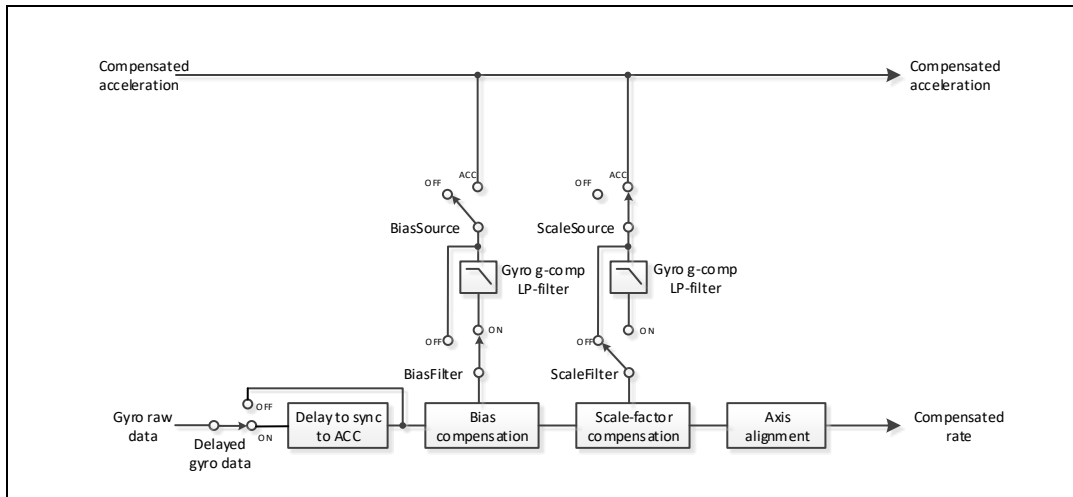 Compensated
acceleration
Compensated
acceleration
ACC
OFF
BiasSource
ACC
OFF
ScaleSource
Gyro g-comp
LP-filter
Gyro g-comp
LP-filter
ON
OFF
BiasFilter
ON
OFF
ScaleFilter
Gyro raw
data
OFF
ON
Delayed
gyro data
Delay to sync
to ACC
Bias
compensation
Scale-factor
compensation
Axis
alignment
Compensated
rate